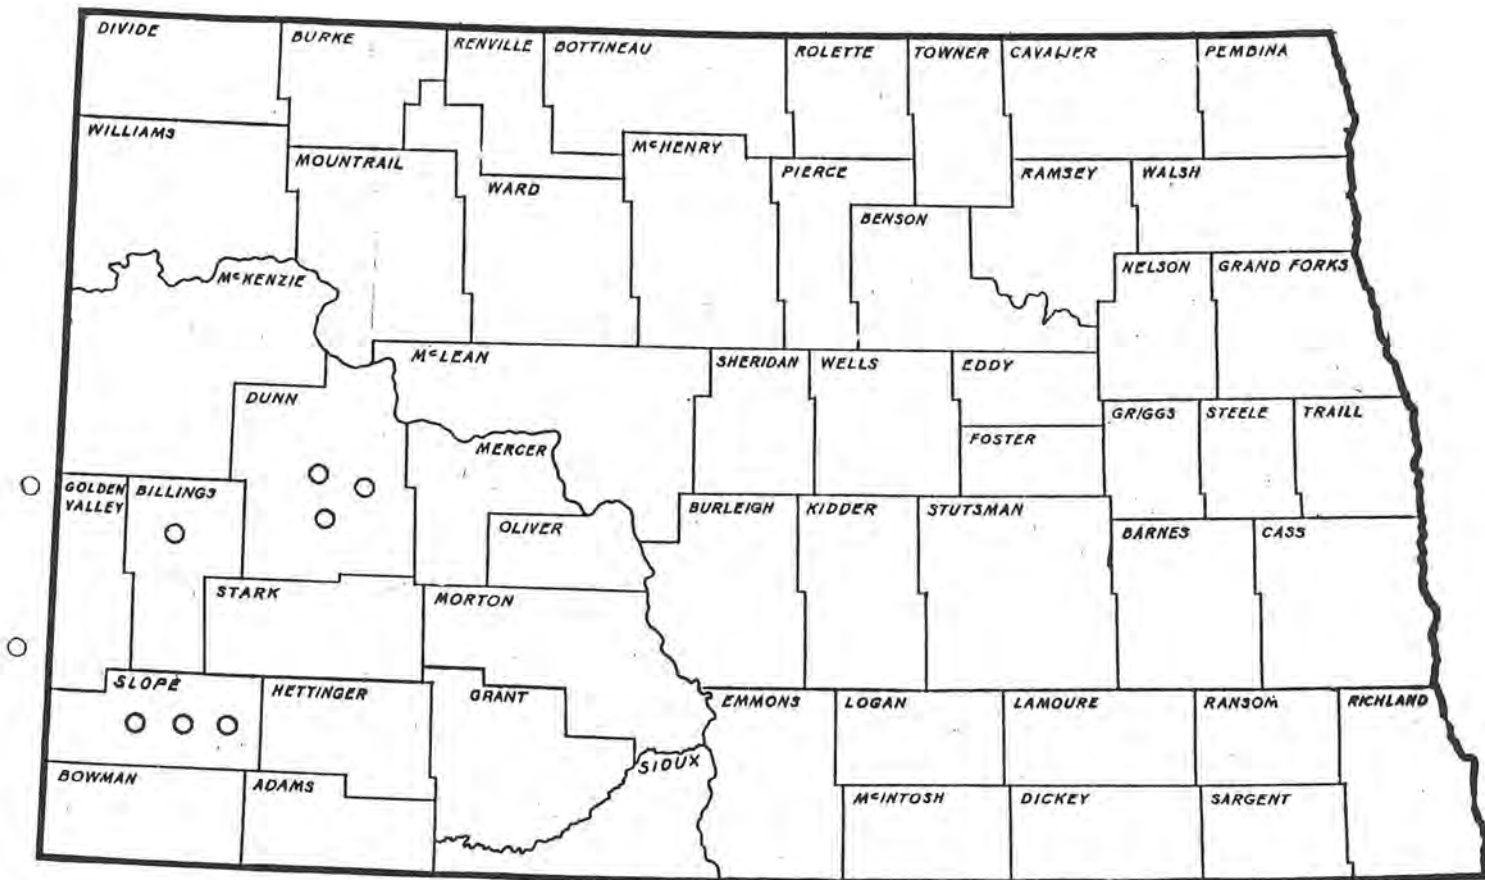 DIVIDE
BURKE
RENVILLE
BOTTINEAU
ROLETTE
TOWNER
CAVALIER
PEMBINA
WILLIAMS
MOUNTRAIL
WARD
McHENRY
PIERCE
BENSON
RAMSEY
WALSH
McKENZIE
NELSON
GRAND FORKS
DUNN
McLEAN
MERCER
SHERIDAN
WELLS
EDDY
FOSTER
GRIGGS
STEELE
TRAILL
GOLDEN
VALLEY
BILLINGS
OLIVER
BURLEIGH
KIDDER
STUTSMAN
BARNES
CASS
STARK
MORTON
SLOPE
HETTINGER
GRANT
SIOUX
EMMONS
LOGAN
LAMOURE
RANSOM
RICHLAND
BOWMAN
ADAMS
McINTOSH
DICKEY
SARGENT